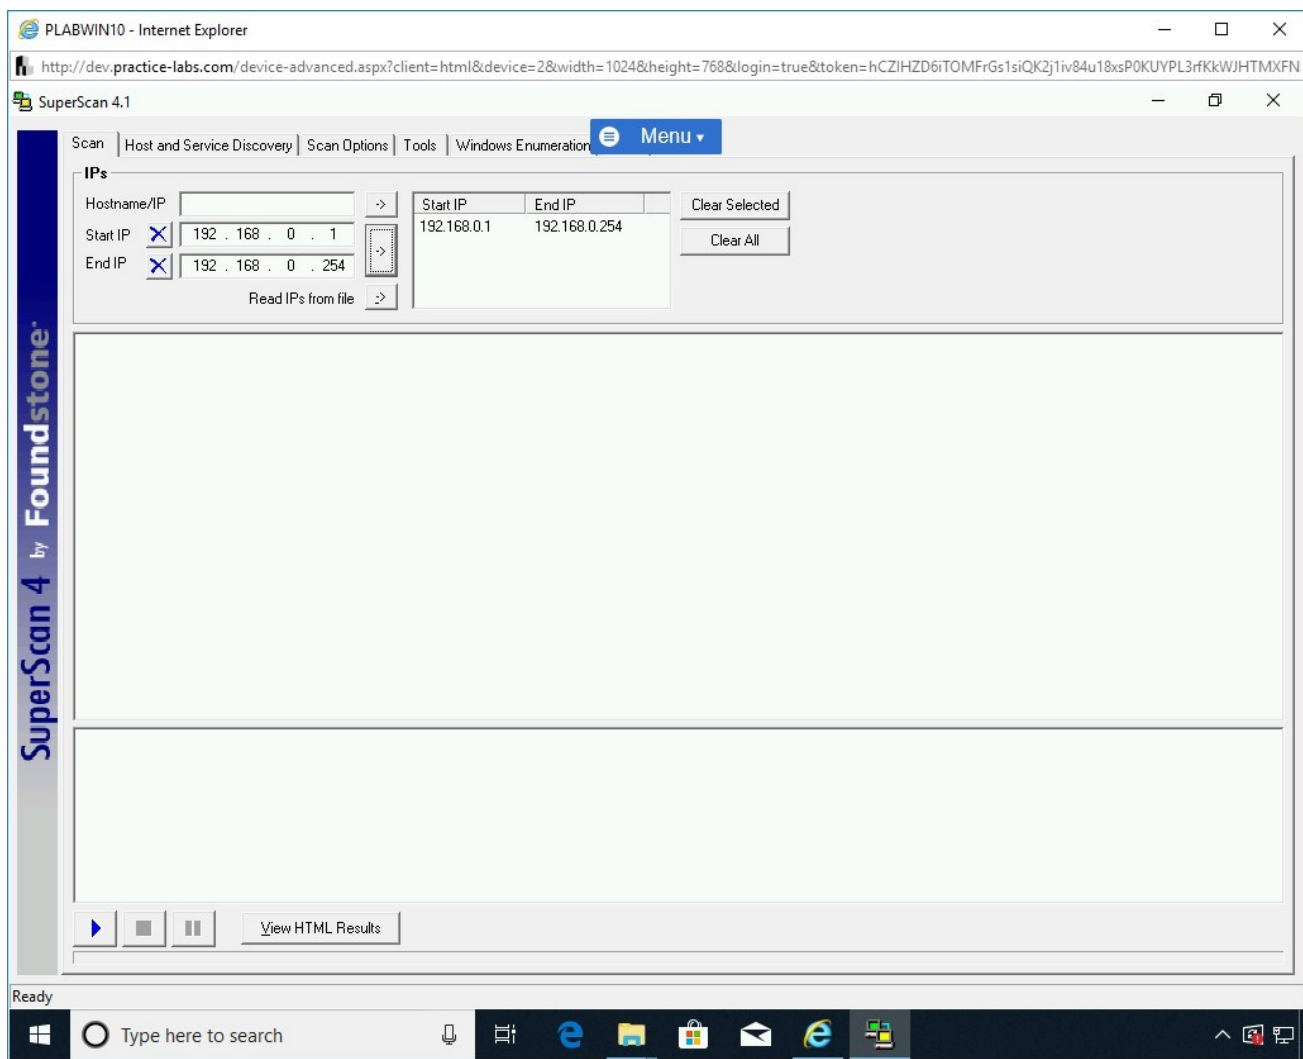 PLABWIN10 - Internet Explorer
http://dev.practice-labs.com/device-advanced.aspx?client=html&device=2&width=1024&height=768&login=true&token=hCZIHZD6iTOMFrGs1siQK2j1iv84u18xsP0KUYPL3rfKkWJHTMXFN
SuperScan 4.1
Scan Host and Service Discovery Scan Options Tools Windows Enumeration Menu
IPs
Hostname/IP -> Start IP End IP Clear Selected
Start IP 192 . 168 . 0 . 1 -> 192.168.0.1 192.168.0.254 Clear All
End IP 192 . 168 . 0 . 254
Read IPs from file ->
SuperScan 4 by Foundstone
View HTML Results
Ready
Type here to search